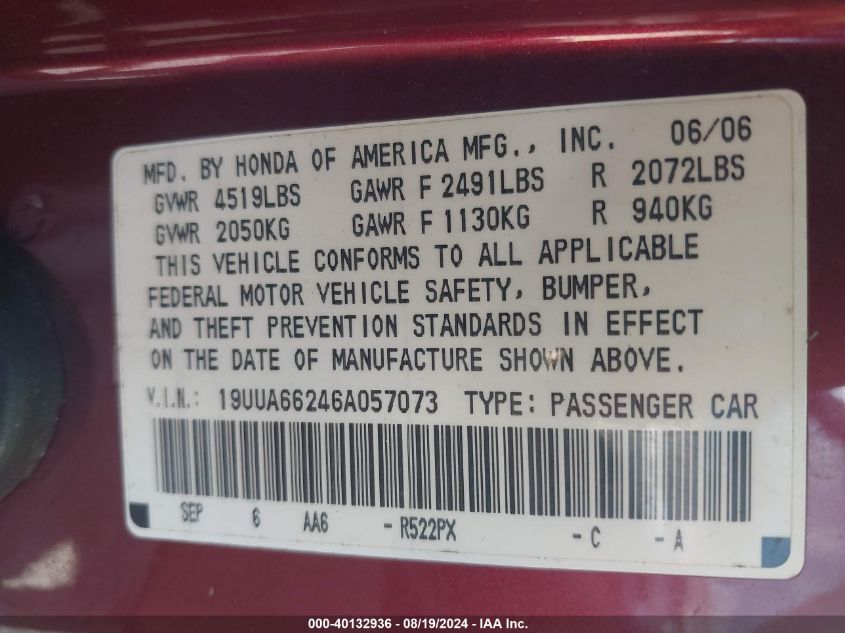 MFD. BY HONDA OF AMERICA MFG., INC. 06/06
GVWR 4519LBS GAWR F 2491LBS R 2072LBS
GVWR 2050KG GAWR F 1130KG R 940KG
THIS VEHICLE CONFORMS TO ALL APPLICABLE
FEDERAL MOTOR VEHICLE SAFETY, BUMPER,
AND THEFT PREVENTION STANDARDS IN EFFECT
ON THE DATE OF MANUFACTURE SHOWN ABOVE.
V.I.N.: 19UUA66246A057073 TYPE: PASSENGER CAR
SEP 6 AA6 -R522PX -C -A
000-40132936 - 08/19/2024 - IAA Inc.